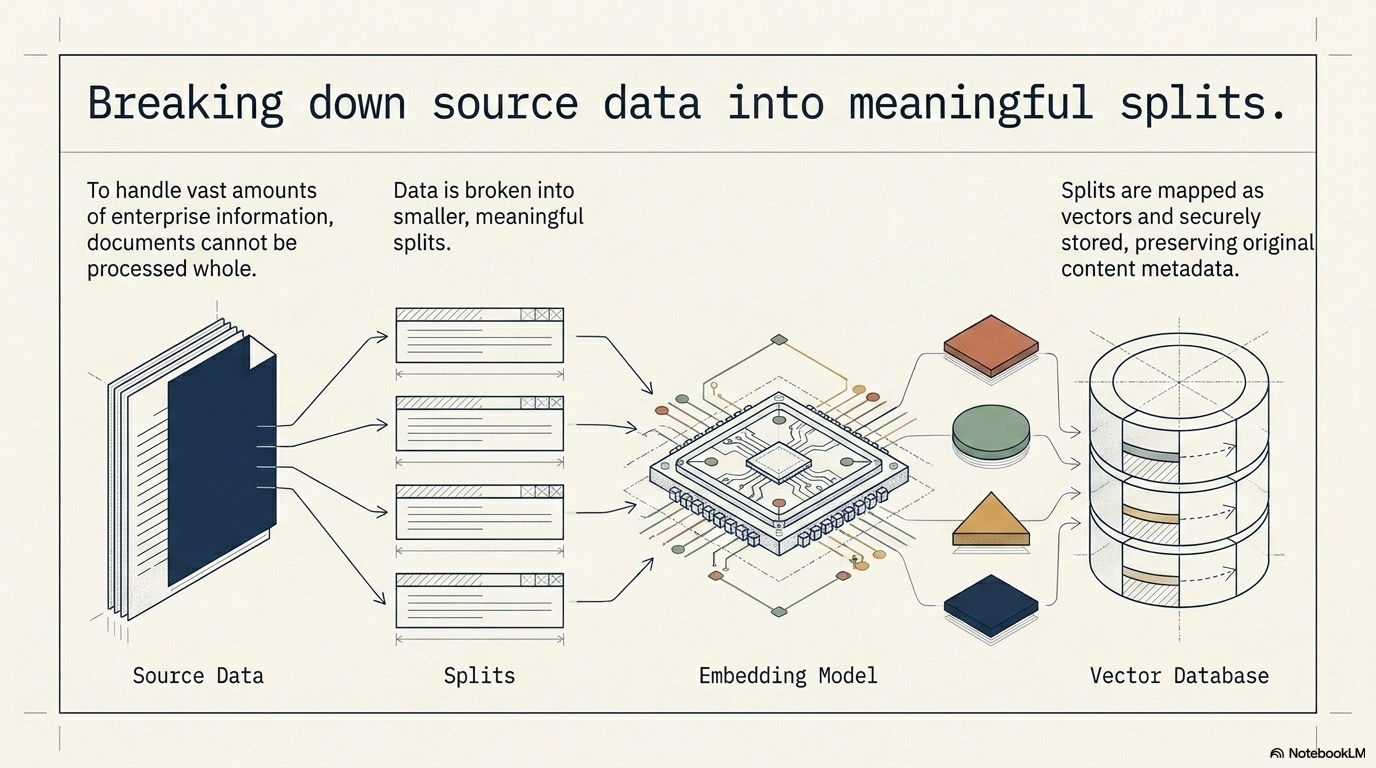 Breaking down source data into meaningful splits.
To handle vast amounts
of enterprise information,
documents cannot be
processed whole.
Data is broken into
smaller, meaningful
splits.
Splits are mapped as
vectors and securely
stored, preserving original
content metadata.
Source Data
Splits
Embedding Model
Vector Database
NotebookLM